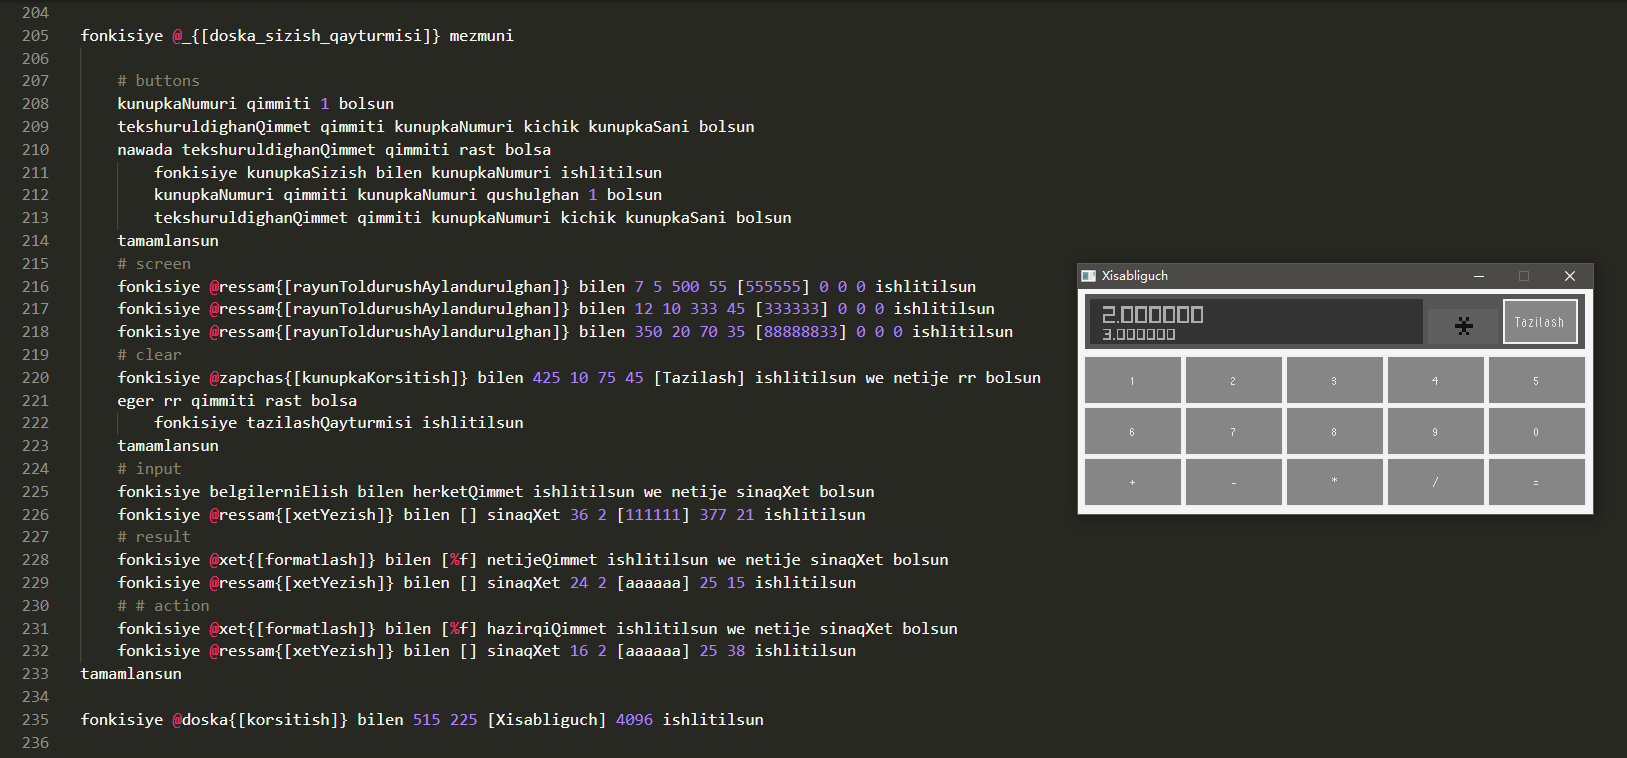 204
205 fonkisiye @_{[doska_sizish_qayturmisi]} mezmuni
206
207 # buttons
208 kunupkaNumuri qimmiti 1 bolsun
209 tekshuruldighanQimmet qimmiti kunupkaNumuri kichik kunupkaSani bolsun
210 nawada tekshuruldighanQimmet qimmiti rast bolsa
211 fonkisiye kunupkaSizish bilen kunupkaNumuri ishlitilsun
212 kunupkaNumuri qimmiti kunupkaNumuri qushulghan 1 bolsun
213 tekshuruldighanQimmet qimmiti kunupkaNumuri kichik kunupkaSani bolsun
214 tamamlansun
215 # screen
216 fonkisiye @ressam{[rayunToldurushAylandurulghan]} bilen 7 5 500 55 [555555] 0 0 0 ishlitilsun
217 fonkisiye @ressam{[rayunToldurushAylandurulghan]} bilen 12 10 333 45 [333333] 0 0 0 ishlitilsun
218 fonkisiye @ressam{[rayunToldurushAylandurulghan]} bilen 350 20 70 35 [88888833] 0 0 0 ishlitilsun
219 # clear
220 fonkisiye @zapchas{[kunupkaKorsitish]} bilen 425 10 75 45 [Tazilash] ishlitilsun we netije rr bolsun
221 eger rr qimmiti rast bolsa
222 fonkisiye tazilashQayturmisi ishlitilsun
223 tamamlansun
224 # input
225 fonkisiye belgilerniElish bilen herketQimmet ishlitilsun we netije sinaqXet bolsun
226 fonkisiye @ressam{[xetYezish]} bilen [] sinaqXet 36 2 [111111] 377 21 ishlitilsun
227 # result
228 fonkisiye @xet{[formatlash]} bilen [%f] netijeQimmet ishlitilsun we netije sinaqXet bolsun
229 fonkisiye @ressam{[xetYezish]} bilen [] sinaqXet 24 2 [aaaaaa] 25 15 ishlitilsun
230 # # action
231 fonkisiye @xet{[formatlash]} bilen [%f] hazirqiQimmet ishlitilsun we netije sinaqXet bolsun
232 fonkisiye @ressam{[xetYezish]} bilen [] sinaqXet 16 2 [aaaaaa] 25 38 ishlitilsun
233 tamamlansun
234
235 fonkisiye @doska{[korsitish]} bilen 515 225 [Xisabliguch] 4096 ishlitilsun
236
Xisabliguch
2.000000
3.000000
* Tazilash
1 2 3 4 5
6 7 8 9 0
+ - * / =